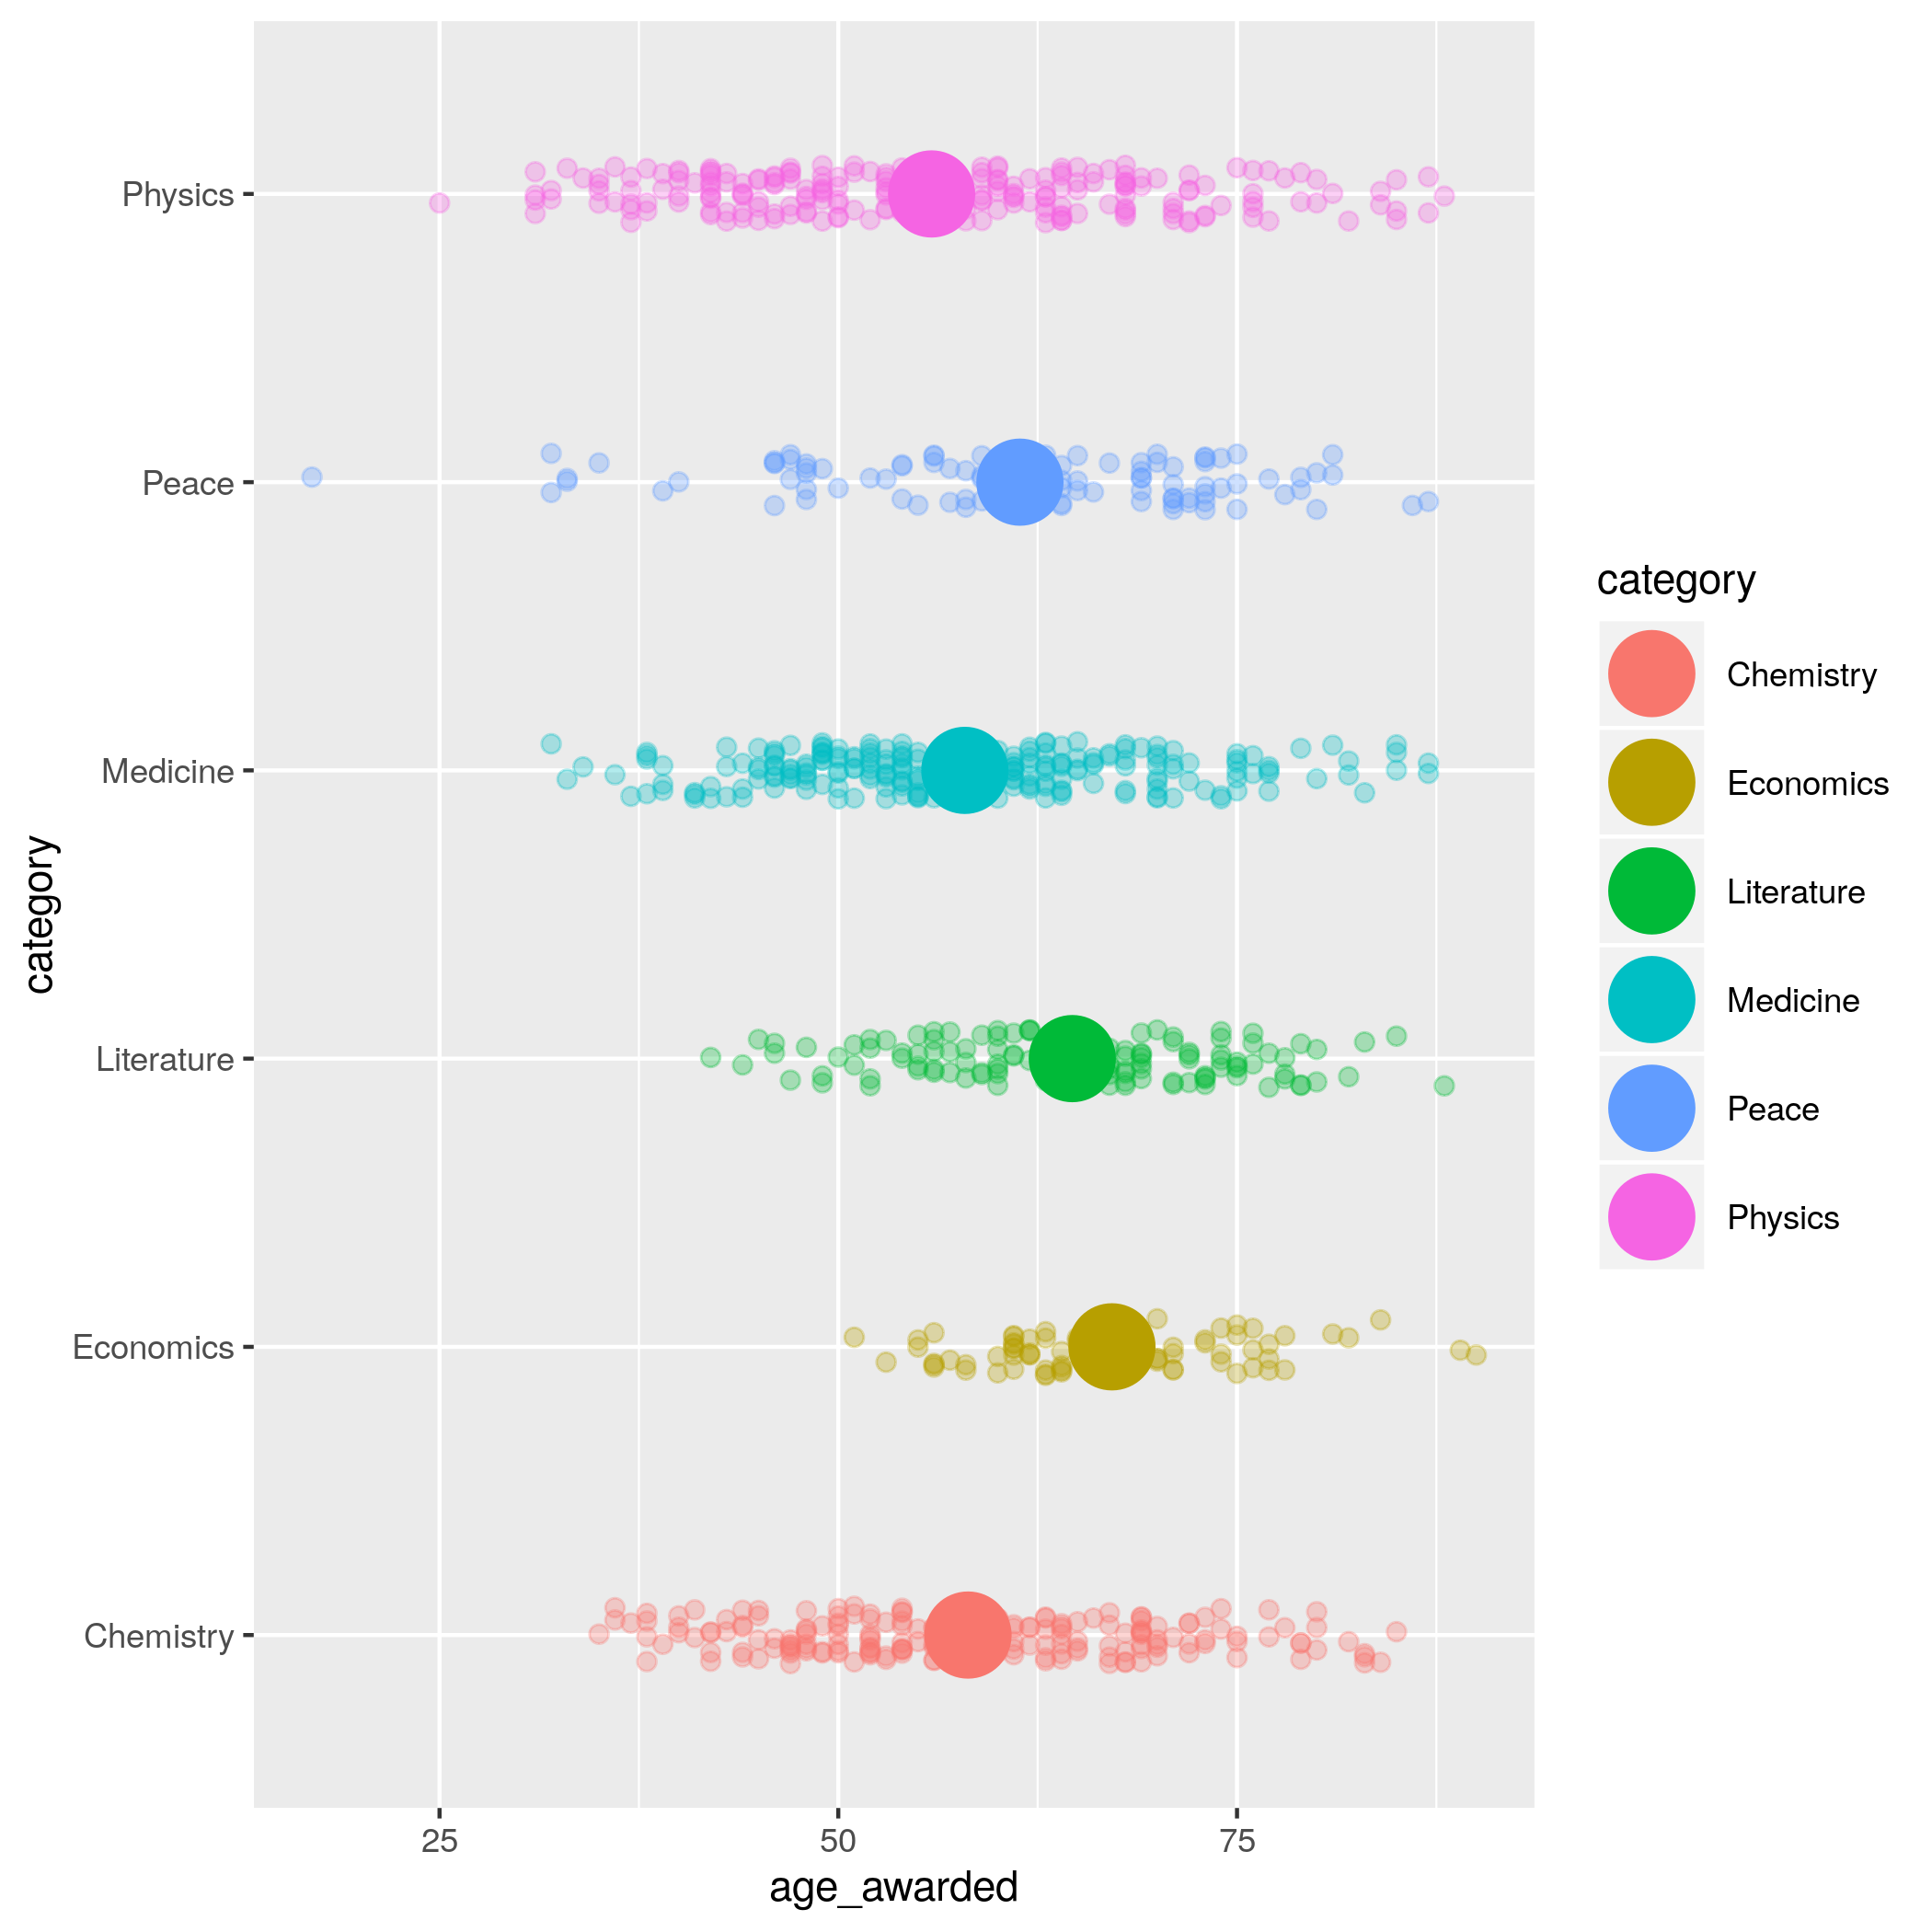 Physics
Peace
Medicine
Literature
Economics
Chemistry
category
25
50
75
age_awarded
category
Chemistry
Economics
Literature
Medicine
Peace
Physics